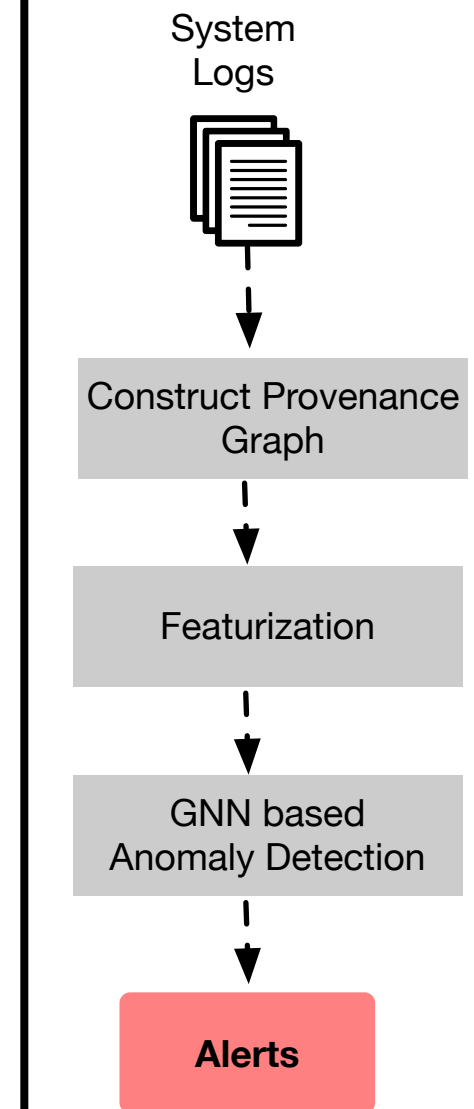 System
Logs
Construct Provenance
Graph
Featurization
GNN based
Anomaly Detection
Alerts